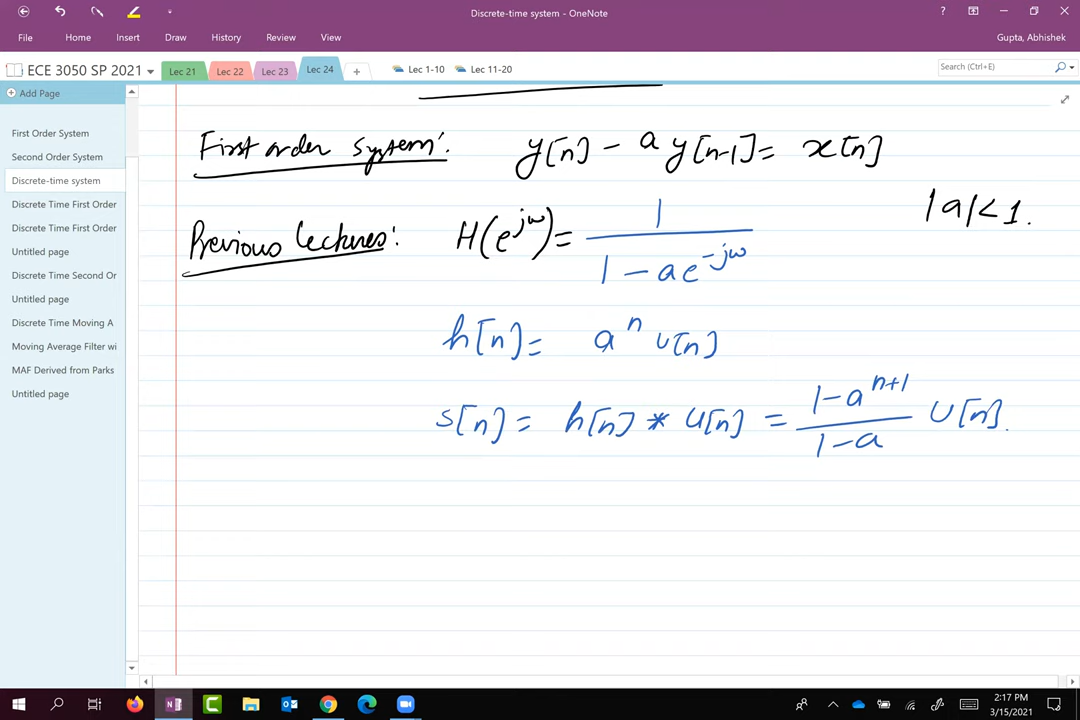 Discrete-time system - OneNote
?
File Home Insert Draw History Review View
Gupta, Abhishek
ECE 3050 SP 2021
Lec 21
Lec 22
Lec 23
Lec 24
+
Lec 1-10
Lec 11-20
Search (Ctrl+E)
Add Page
First Order System
Second Order System
Discrete-time system
Discrete Time First Order
Discrete Time First Order
Untitled page
Discrete Time Second Or
Untitled page
Discrete Time Moving A
Moving Average Filter wi
MAF Derived from Parks
Untitled page
First order system: y[n] - a y[n-1] = x[n]
|a| < 1.
Previous lectures: H(e^{jω}) = 1 / (1 - ae^{-jω})
h[n] = a^n u[n]
s[n] = h[n] * u[n] = (1-a^{n+1}) / (1-a) u[n].
2:17 PM
3/15/2021